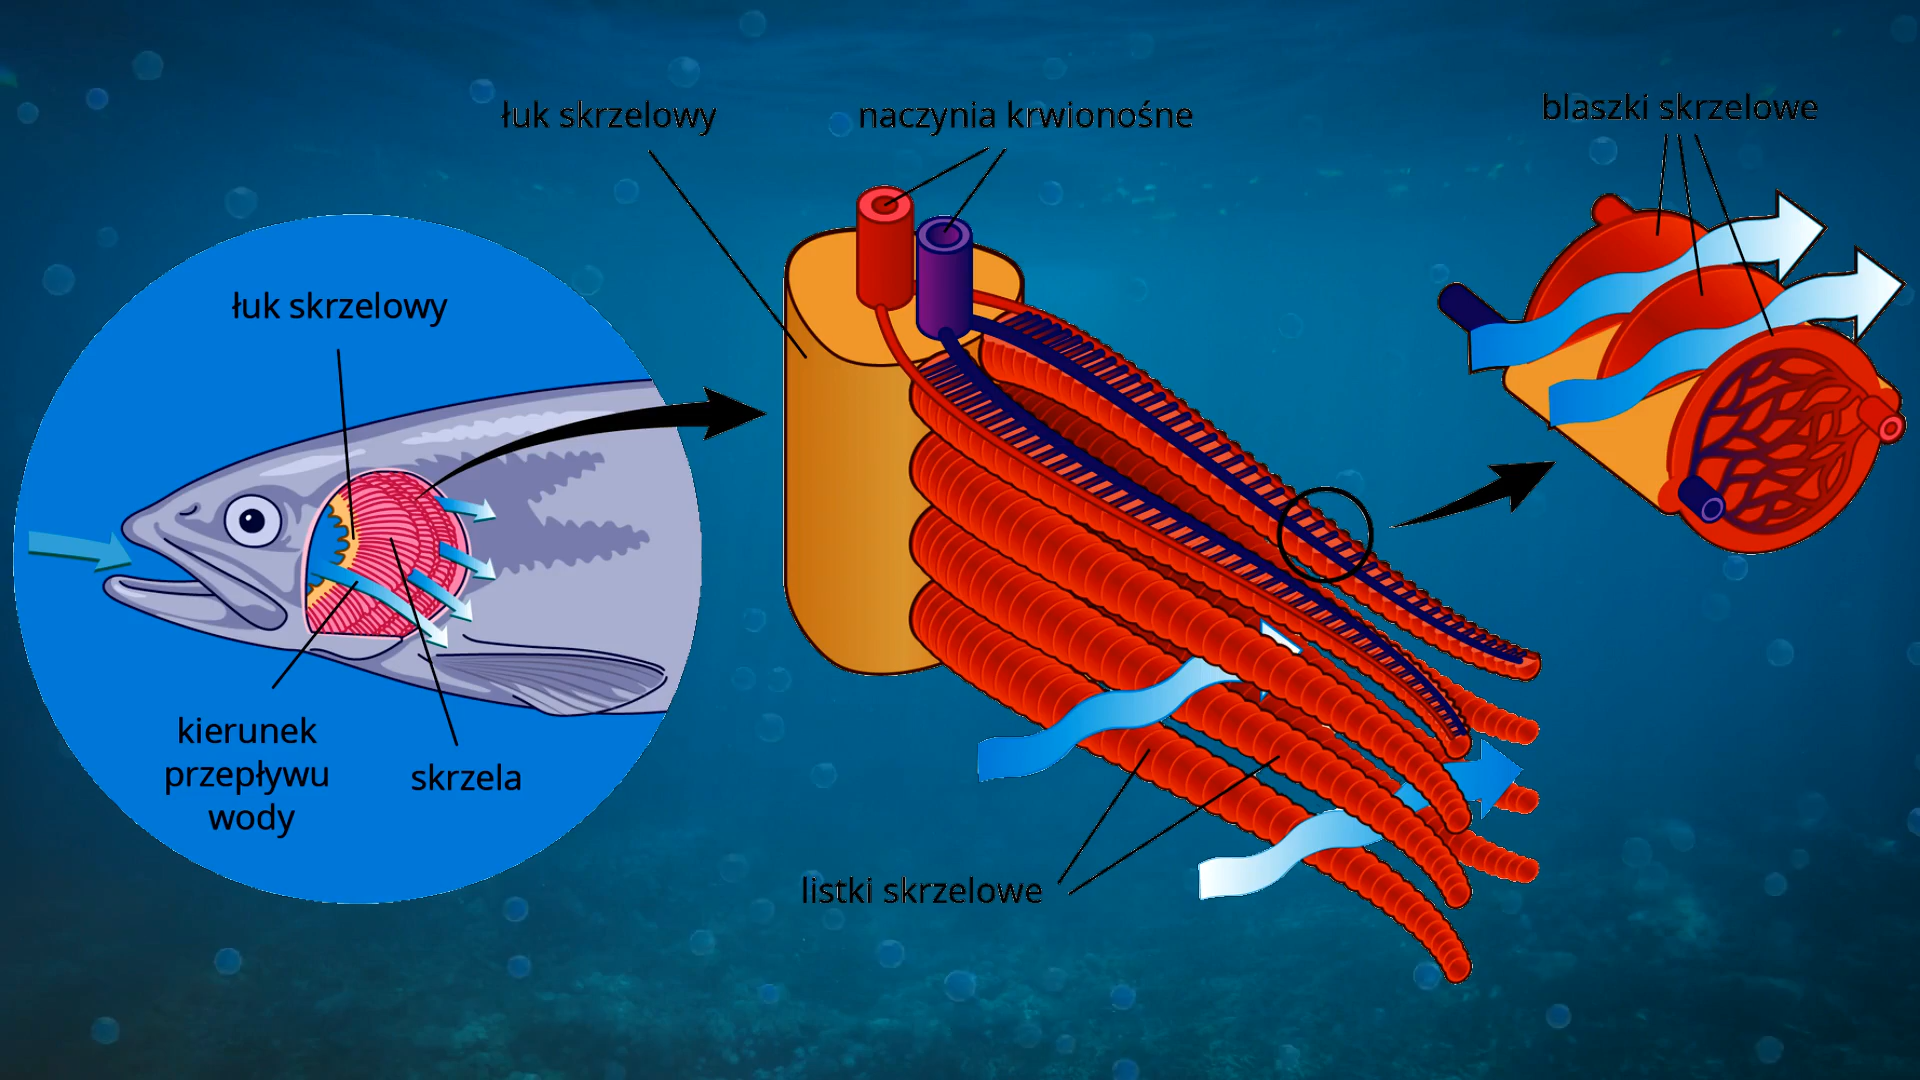 łuk skrzelowy
naczynia krwionośne
blaszki skrzelowe
łuk skrzelowy
kierunek
przepływu
wody
skrzela
listki skrzelowe